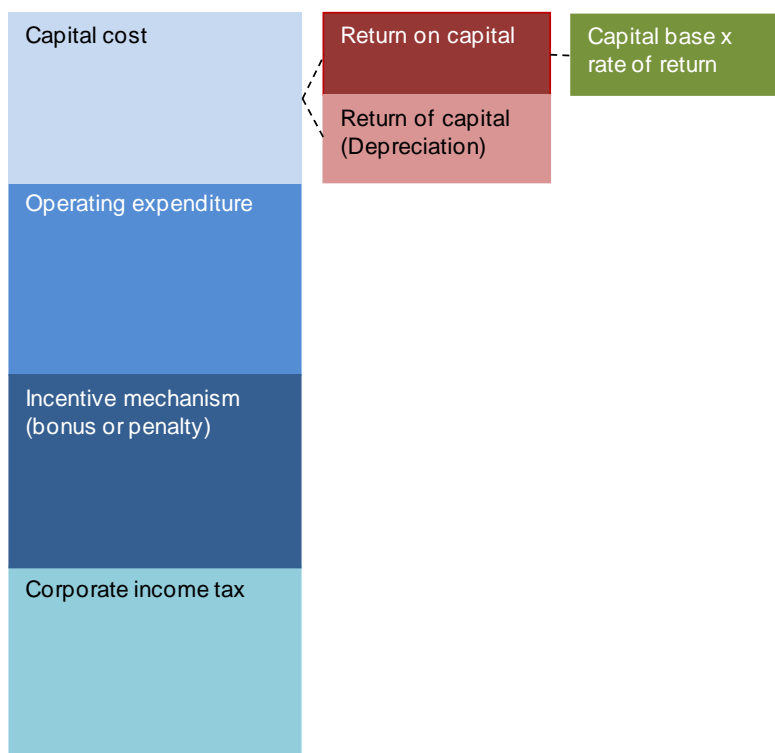 Capital cost
Return on capital
Capital base x
rate of return
Return of capital
(Depreciation)
Operating expenditure
Incentive mechanism
(bonus or penalty)
Corporate income tax